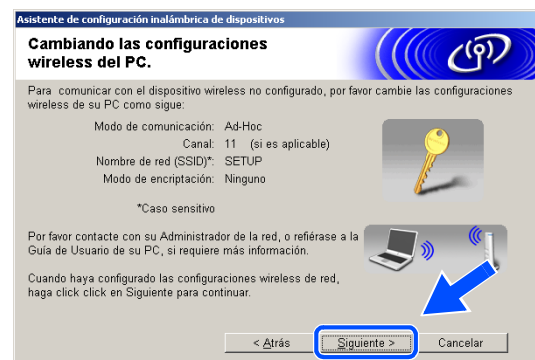 Asistente de configuración inalámbrica de dispositivos
Cambiando las configuraciones
wireless del PC.
Para comunicar con el dispositivo wireless no configurado, por favor cambie las configuraciones
wireless de su PC como sigue:
Modo de comunicación: Ad-Hoc
Canal: 11 (si es aplicable)
Nombre de red (SSID)*: SETUP
Modo de encriptación: Ninguno
*Caso sensitivo
Por favor contacte con su Administrador de la red, o refiérase a la
Guía de Usuario de su PC, si requiere más información.
Cuando haya configurado las configuraciones wireless de red,
haga click click en Siguiente para continuar.
< Atrás
Siguiente >
Cancelar